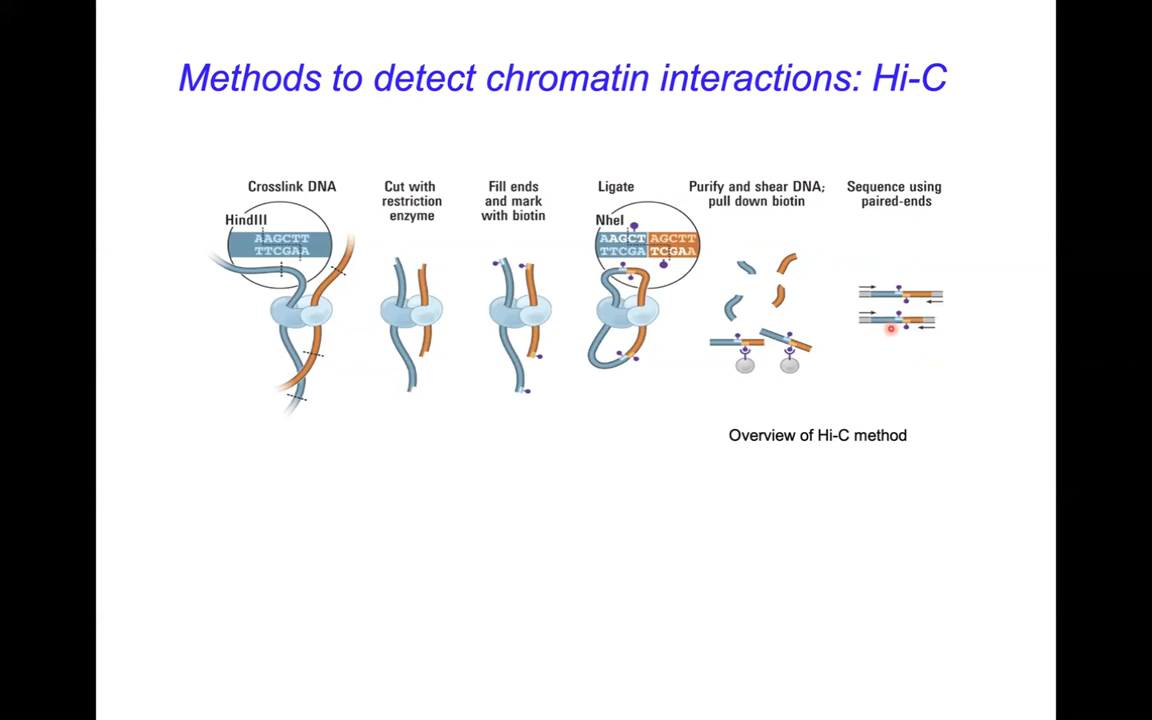 Methods to detect chromatin interactions: Hi-C
Crosslink DNA
HindIII
AAGCTT
TTCGAA
Cut with
restriction
enzyme
Fill ends
and mark
with biotin
Ligate
NheI
AAGCT AGCTT
TTCGA TCGAA
Purify and shear DNA;
pull down biotin
Sequence using
paired-ends
Overview of Hi-C method